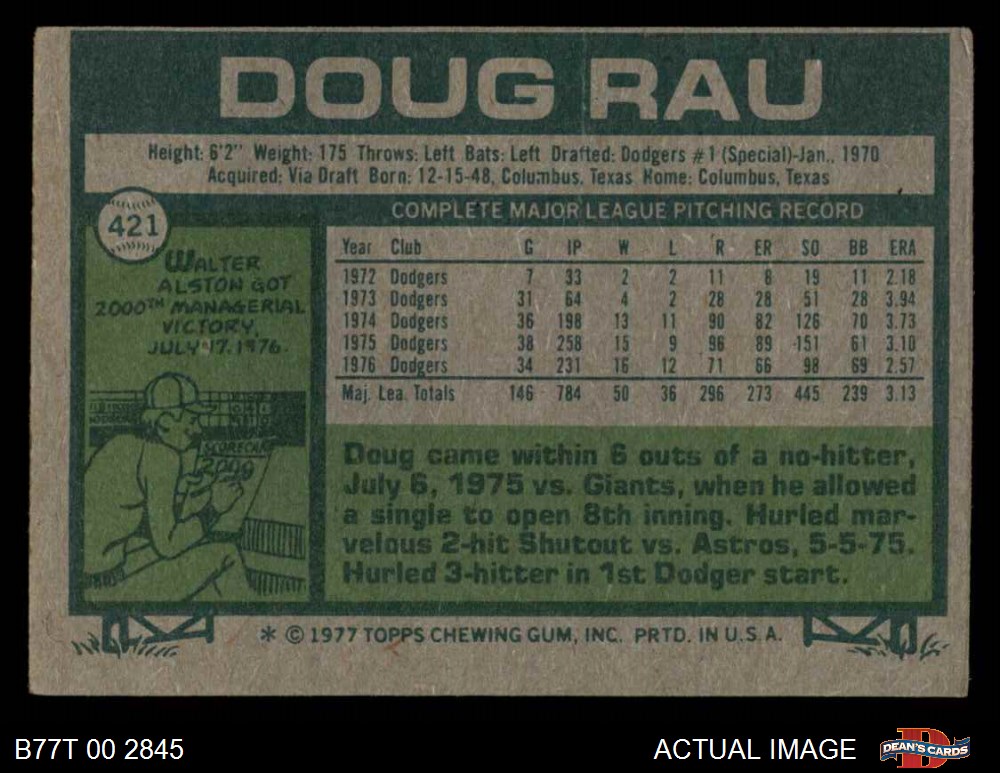 DOUG RAU
Height: 6'2" Weight: 175 Throws: Left Bats: Left Drafted: Dodgers #1 (Special)-Jan., 1970
Acquired: Via Draft Born: 12-15-48, Columbus, Texas Home: Columbus, Texas
421
WALTER
ALSTON GOT
2000TH MANAGERIAL
VICTORY,
JULY 17, 1976.
SCORECARD
2000
COMPLETE MAJOR LEAGUE PITCHING RECORD
Year Club G IP W L R ER SO BB ERA
1972 Dodgers 7 33 2 2 11 8 19 11 2.18
1973 Dodgers 31 64 4 2 28 28 51 28 3.94
1974 Dodgers 36 198 13 11 90 82 126 70 3.73
1975 Dodgers 38 258 15 9 96 89 151 61 3.10
1976 Dodgers 34 231 16 12 71 66 98 69 2.57
Maj. Lea. Totals 146 784 50 36 296 273 445 239 3.13
Doug came within 6 outs of a no-hitter,
July 6, 1975 vs. Giants, when he allowed
a single to open 8th inning. Hurled mar-
velous 2-hit Shutout vs. Astros, 5-5-75.
Hurled 3-hitter in 1st Dodger start.
* © 1977 TOPPS CHEWING GUM, INC. PRTD. IN U.S.A.
B77T 00 2845
ACTUAL IMAGE
D
DEAN'S CARDS